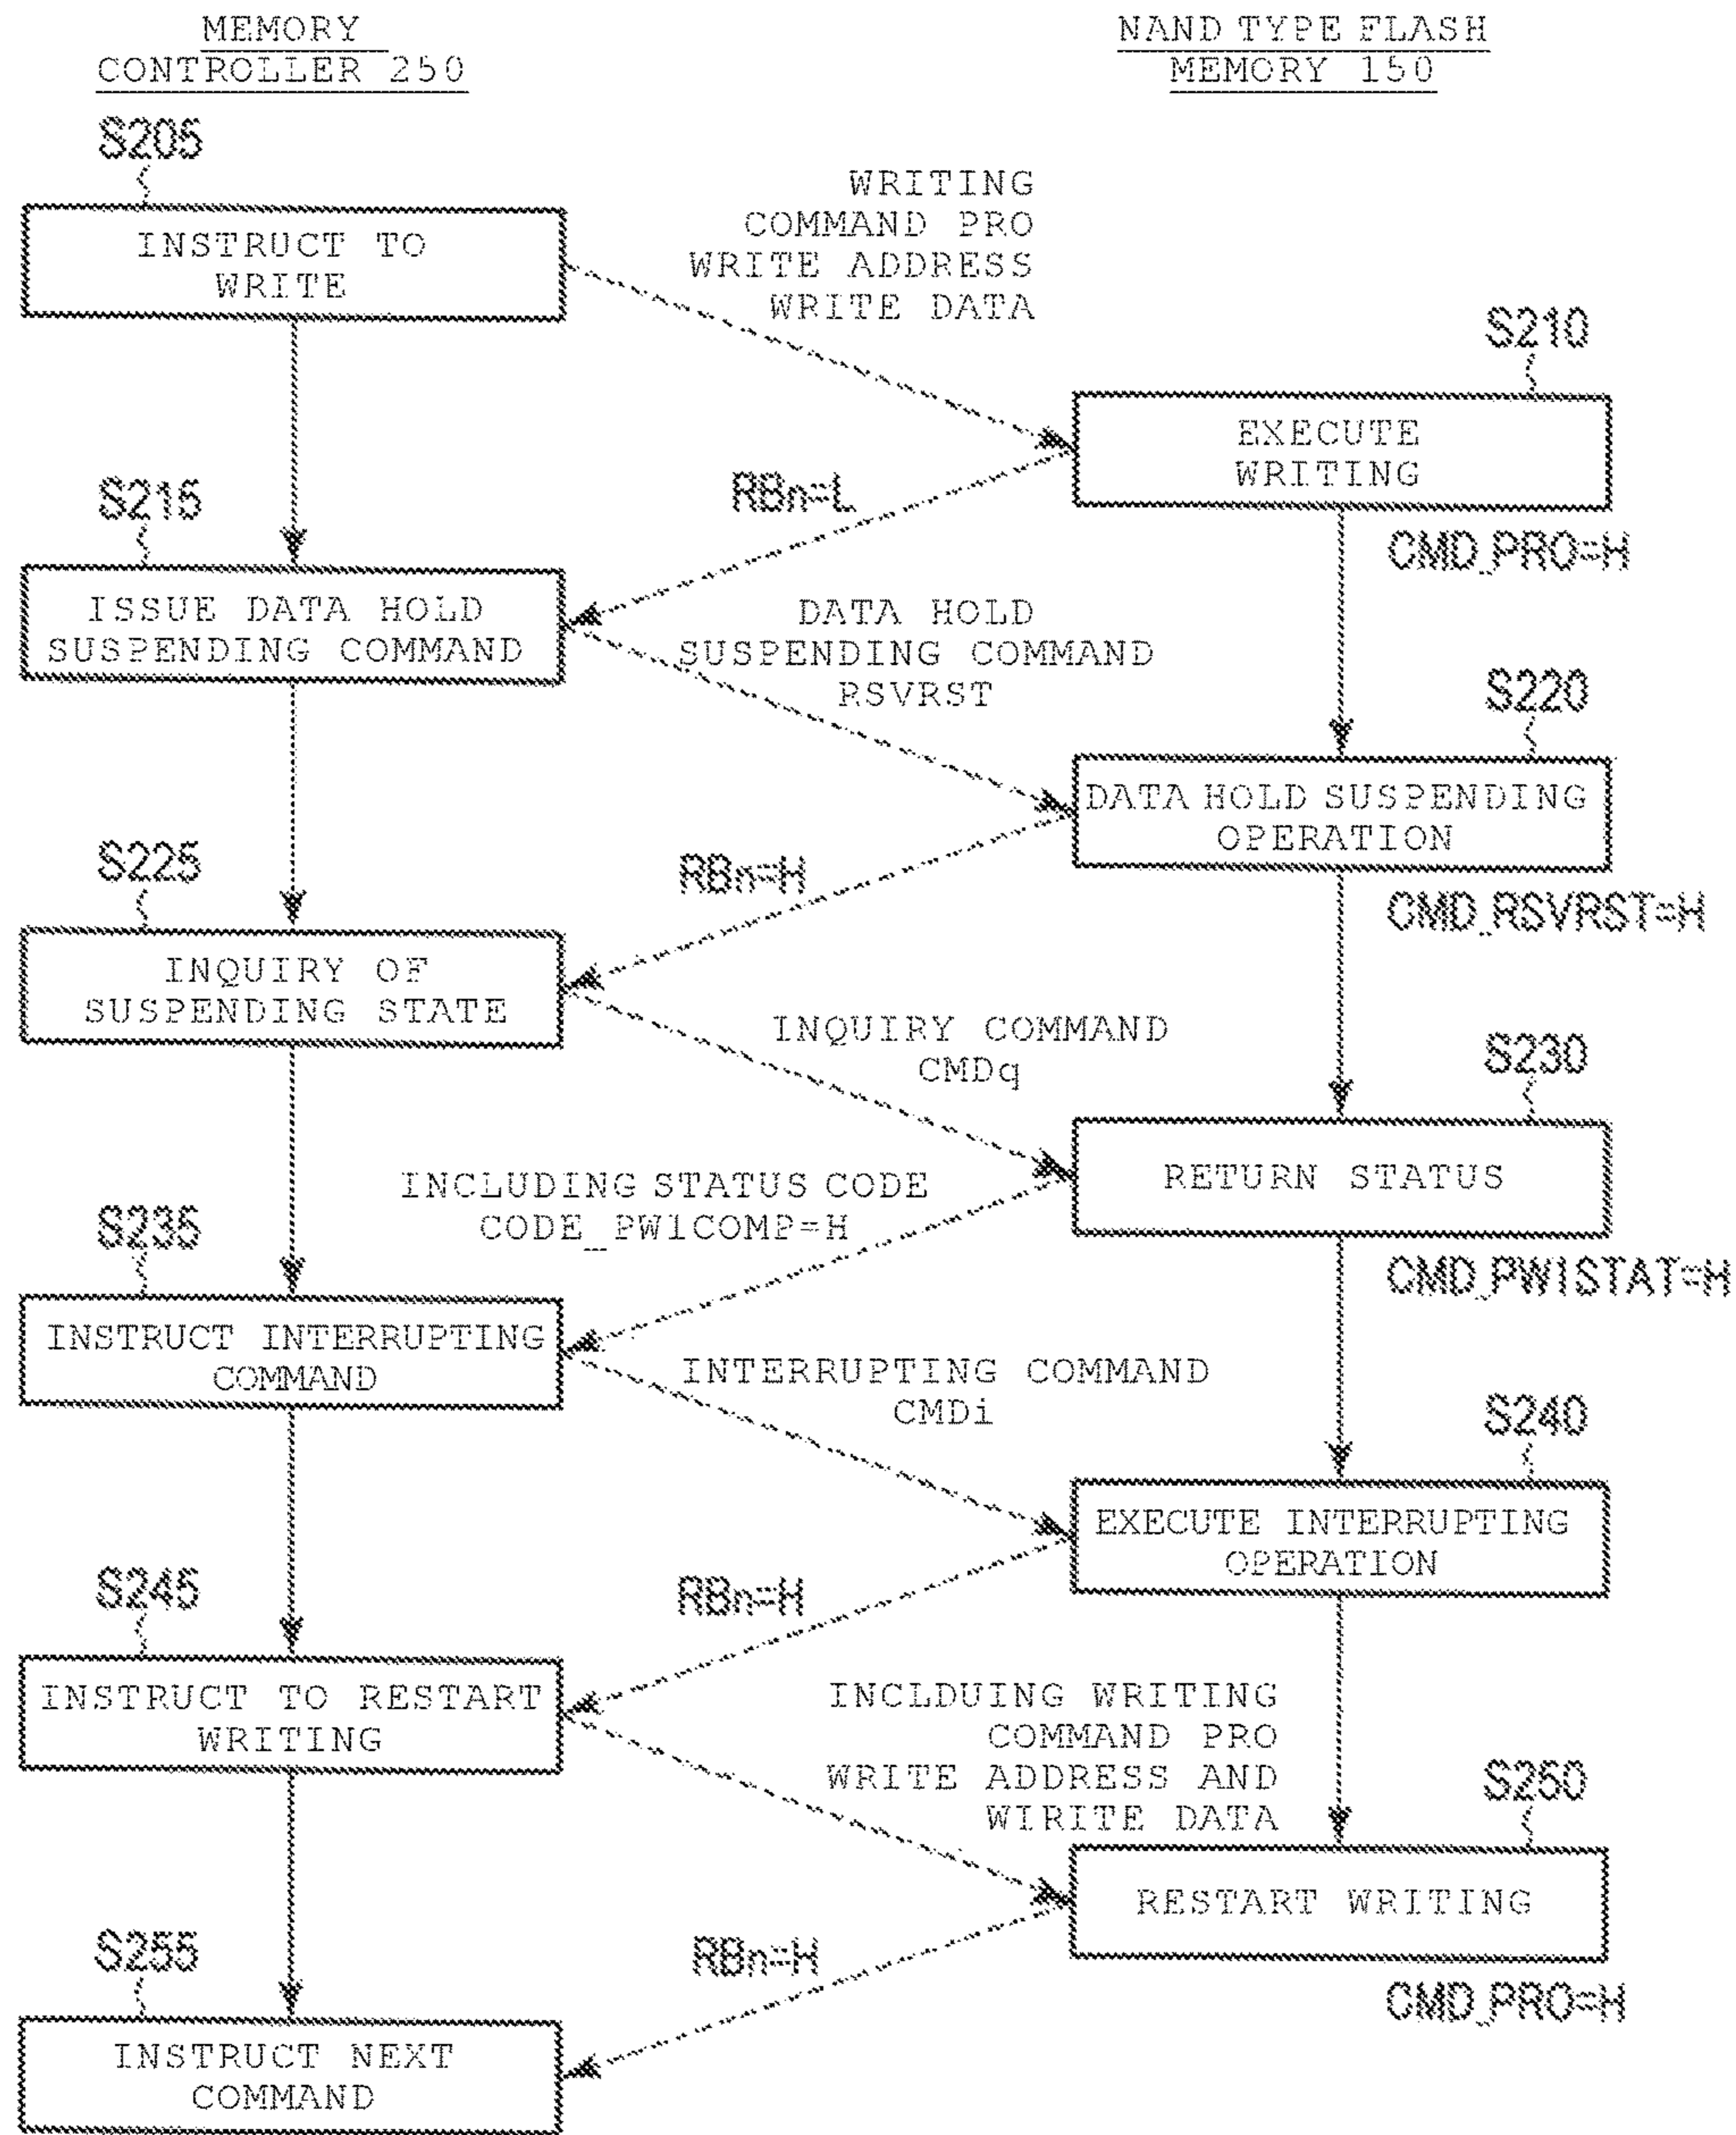 MEMORY
CONTROLLER 250
NAND TYPE FLASH
MEMORY 150
S205
INSTRUCT TO
WRITE
WRITING
COMMAND PRO
WRITE ADDRESS
WRITE DATA
S210
EXECUTE
WRITING
CMD_PRO=H
RBn=L
S215
ISSUE DATA HOLD
SUSPENDING COMMAND
DATA HOLD
SUSPENDING COMMAND
RSVRST
S220
DATA HOLD SUSPENDING
OPERATION
CMD_RSVRST=H
RBn=H
S225
INQUIRY OF
SUSPENDING STATE
INQUIRY COMMAND
CMDq
S230
RETURN STATUS
CMD_PW1STAT=H
INCLUDING STATUS CODE
CODE_PW1COMP=H
S235
INSTRUCT INTERRUPTING
COMMAND
INTERRUPTING COMMAND
CMDi
S240
EXECUTE INTERRUPTING
OPERATION
RBn=H
S245
INSTRUCT TO RESTART
WRITING
INCLDUING WRITING
COMMAND PRO
WRITE ADDRESS AND
WIRITE DATA
S250
RESTART WRITING
CMD_PRO=H
RBn=H
S255
INSTRUCT NEXT
COMMAND